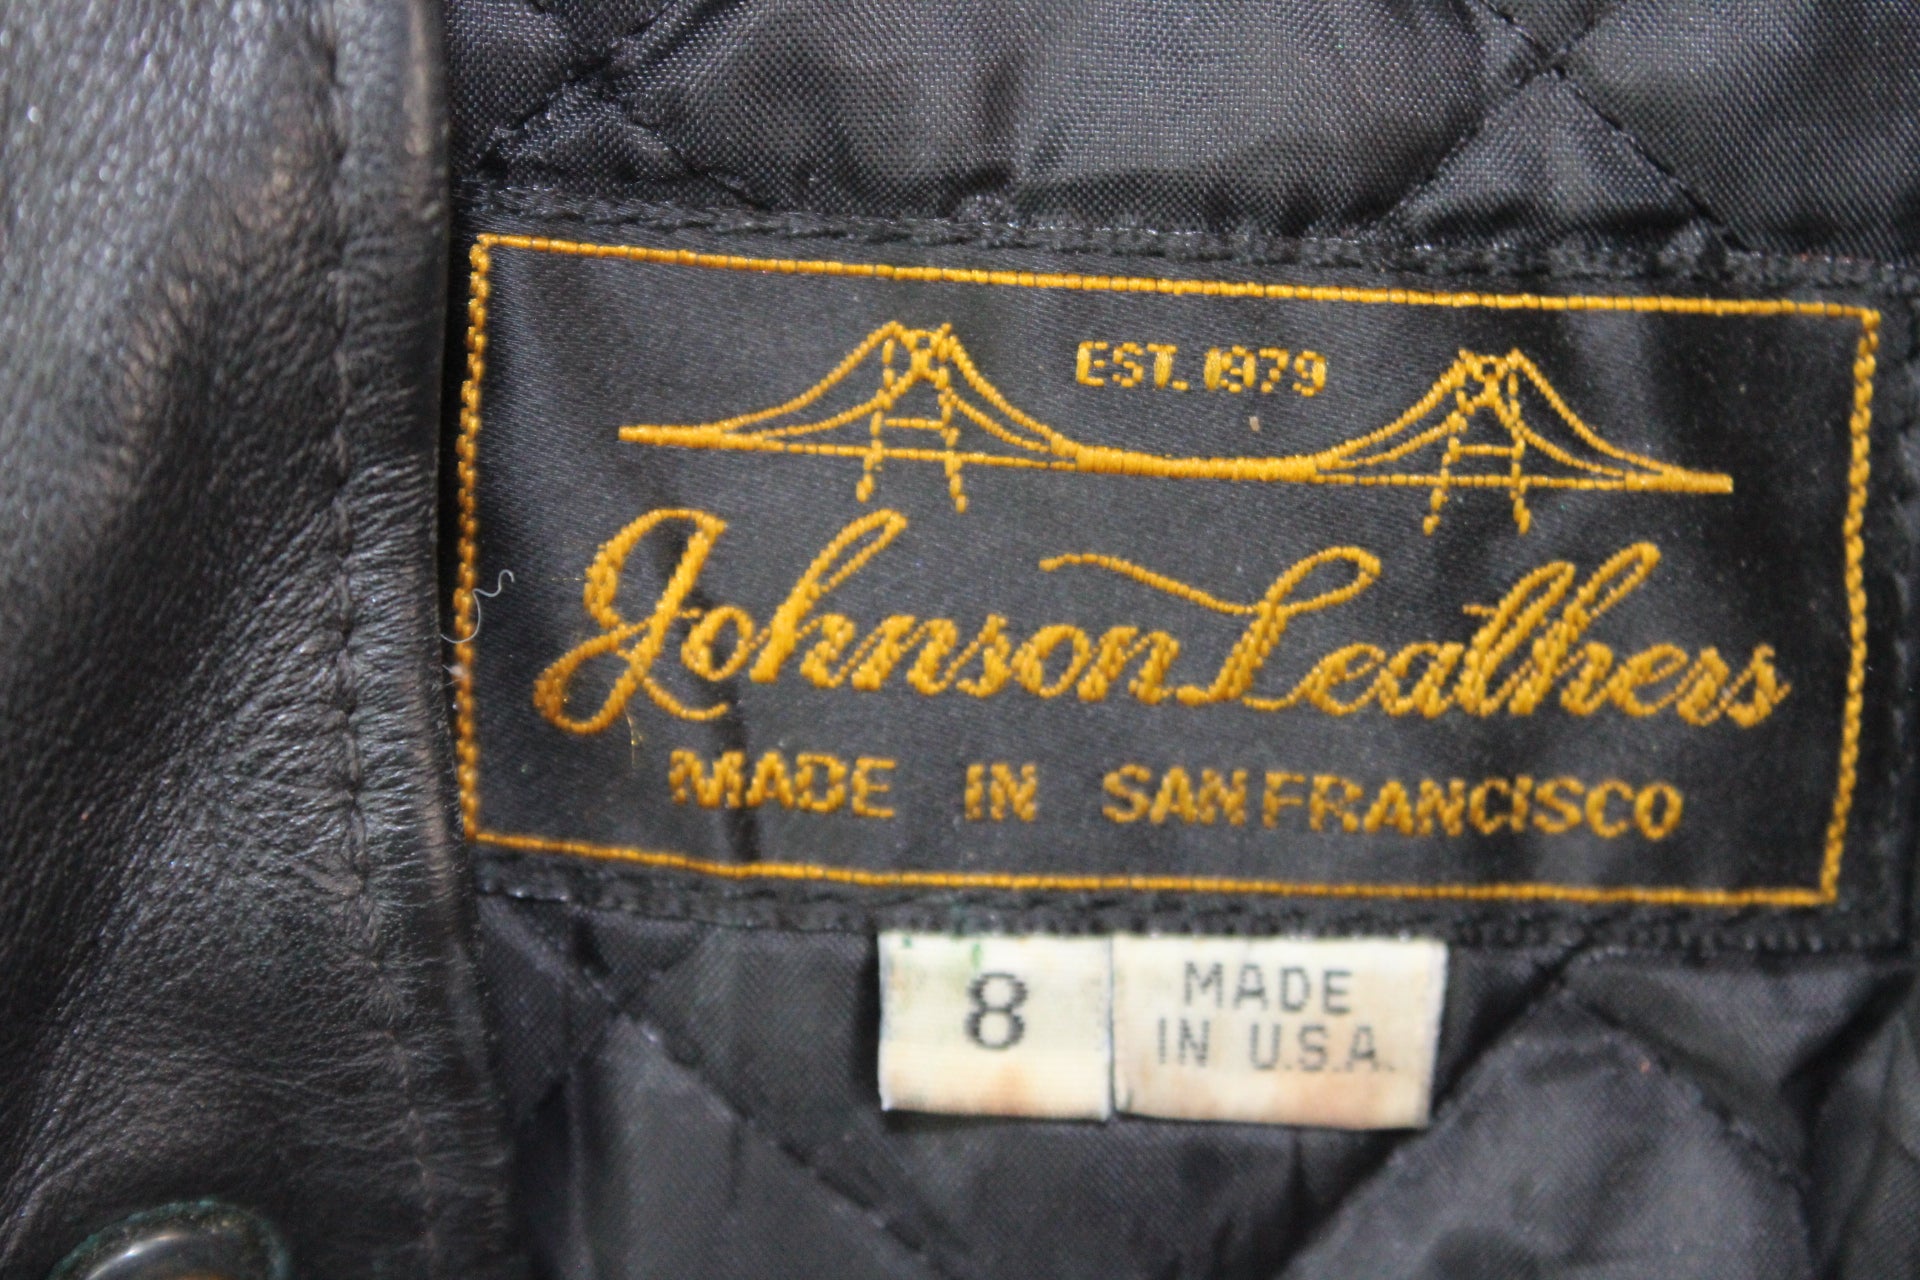 EST. 1979
Johnson Leathers
MADE IN SAN FRANCISCO
8
MADE
IN U.S.A.